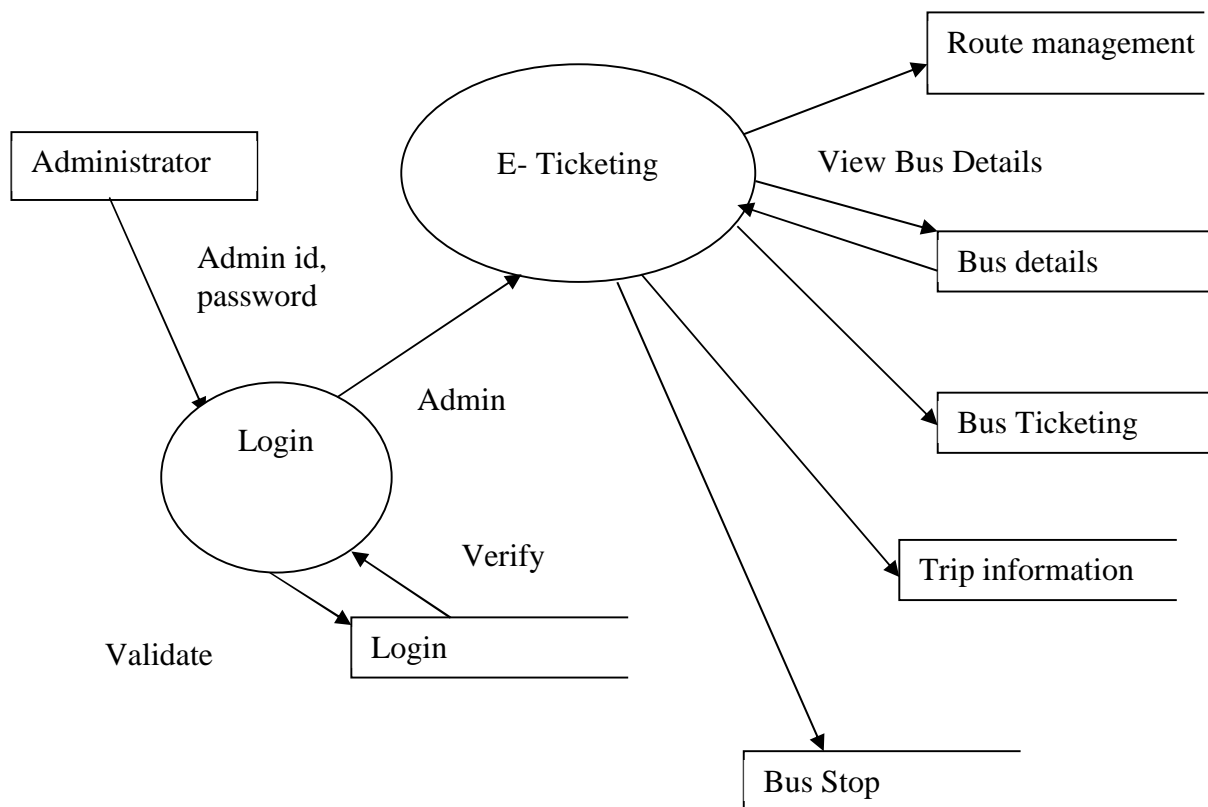 Route management
E- Ticketing
Administrator
View Bus Details
Admin id,
password
Bus details
Admin
Bus Ticketing
Login
Verify
Trip information
Validate
Login
Bus Stop